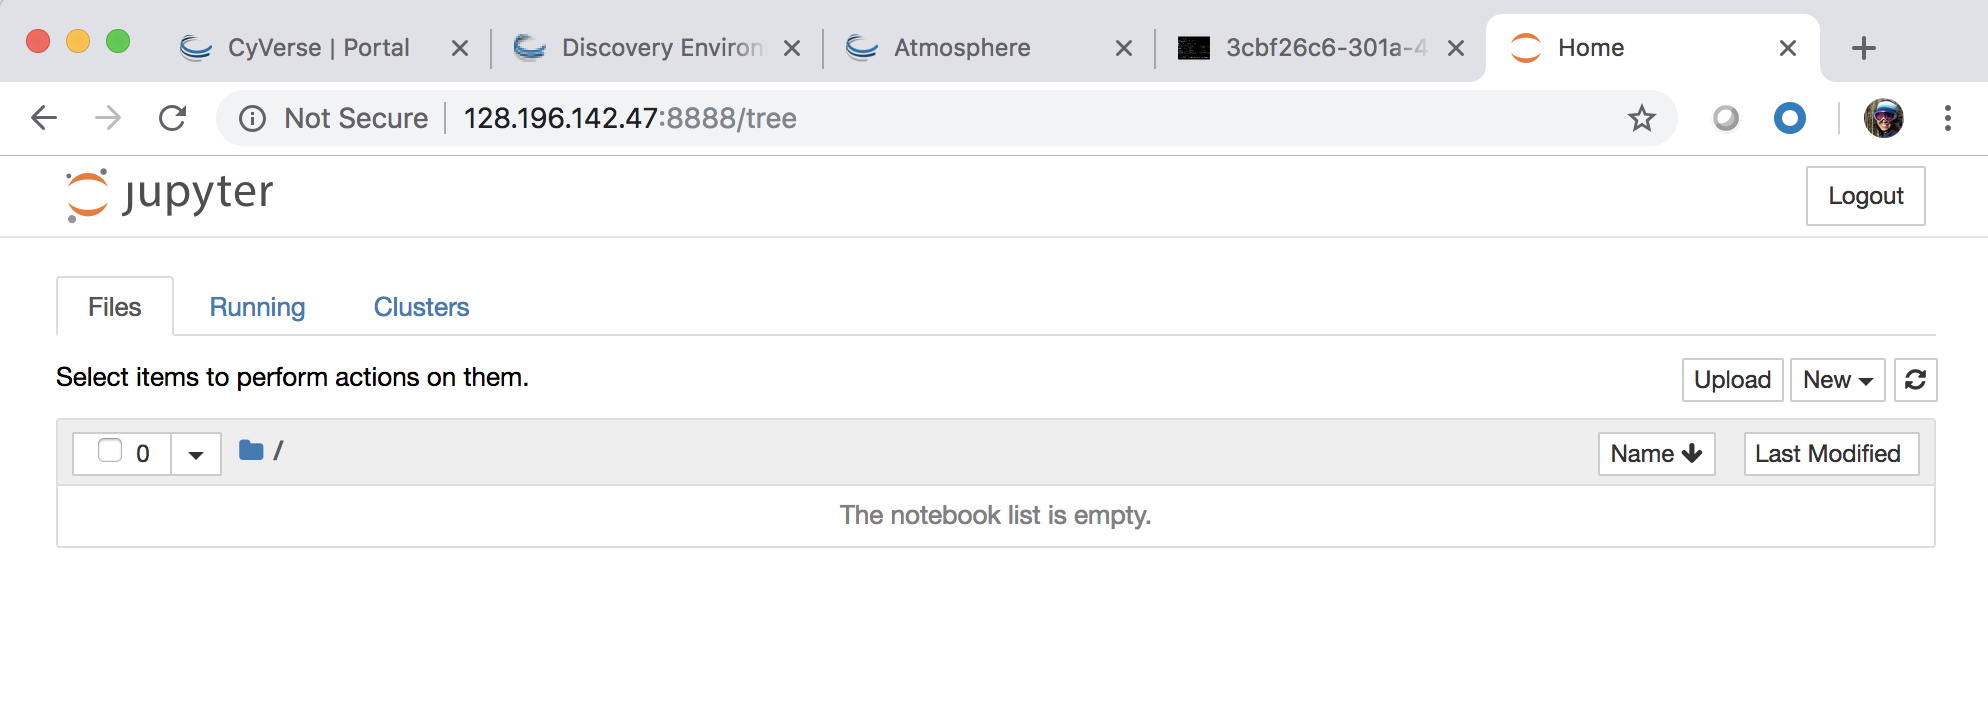 CyVerse | Portal
Discovery Environ
Atmosphere
3cbf26c6-301a-4
Home
Not Secure
128.196.142.47:8888/tree
jupyter
Logout
Files
Running
Clusters
Select items to perform actions on them.
Upload
New
0
/
Name
Last Modified
The notebook list is empty.